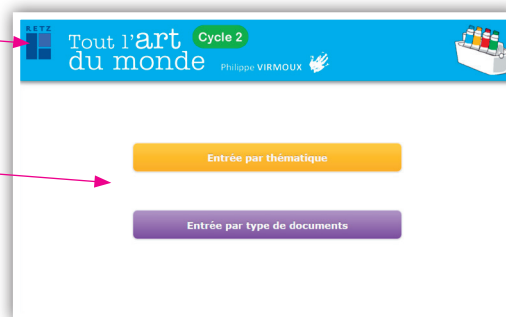 RETZ
Tout l'art Cycle 2
du monde Philippe VIRMOUX
Entrée par thématique
Entrée par type de documents